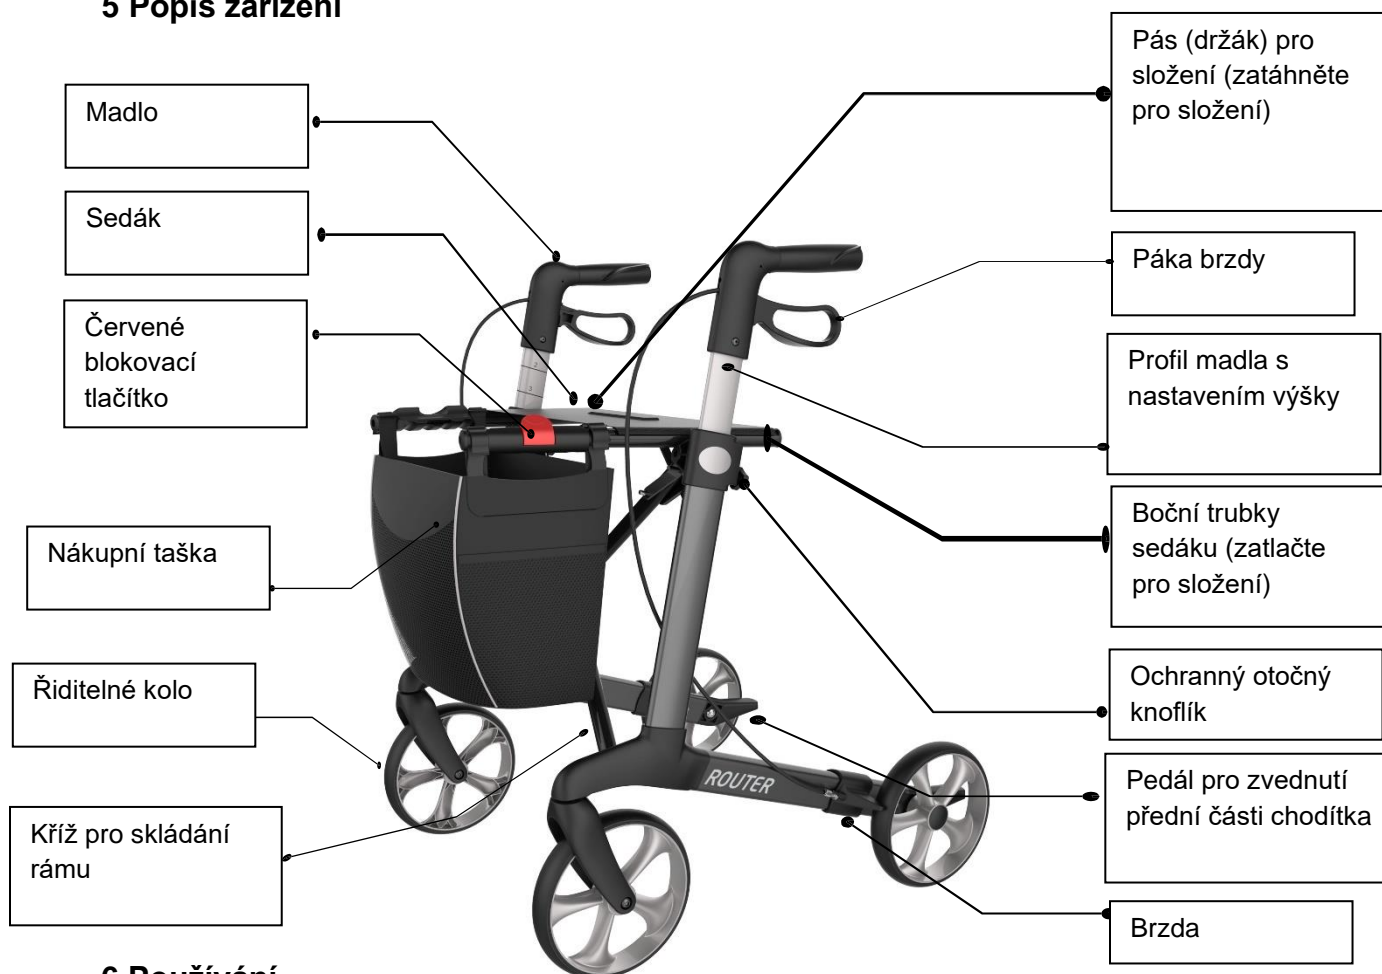 5 Popis zařízení
Madlo
Sedák
Červené
blokovací
tlačítko
Nákupní taška
Řiditelné kolo
Kříž pro skládání
rámu
Pás (držák) pro
složení (zatáhněte
pro složení)
Páka brzdy
Profil madla s
nastavením výšky
Boční trubky
sedáku (zatlačte
pro složení)
Ochranný otočný
knoflík
Pedál pro zvednutí
přední části chodítka
Brzda
ROUTER
2
3
6 Používání